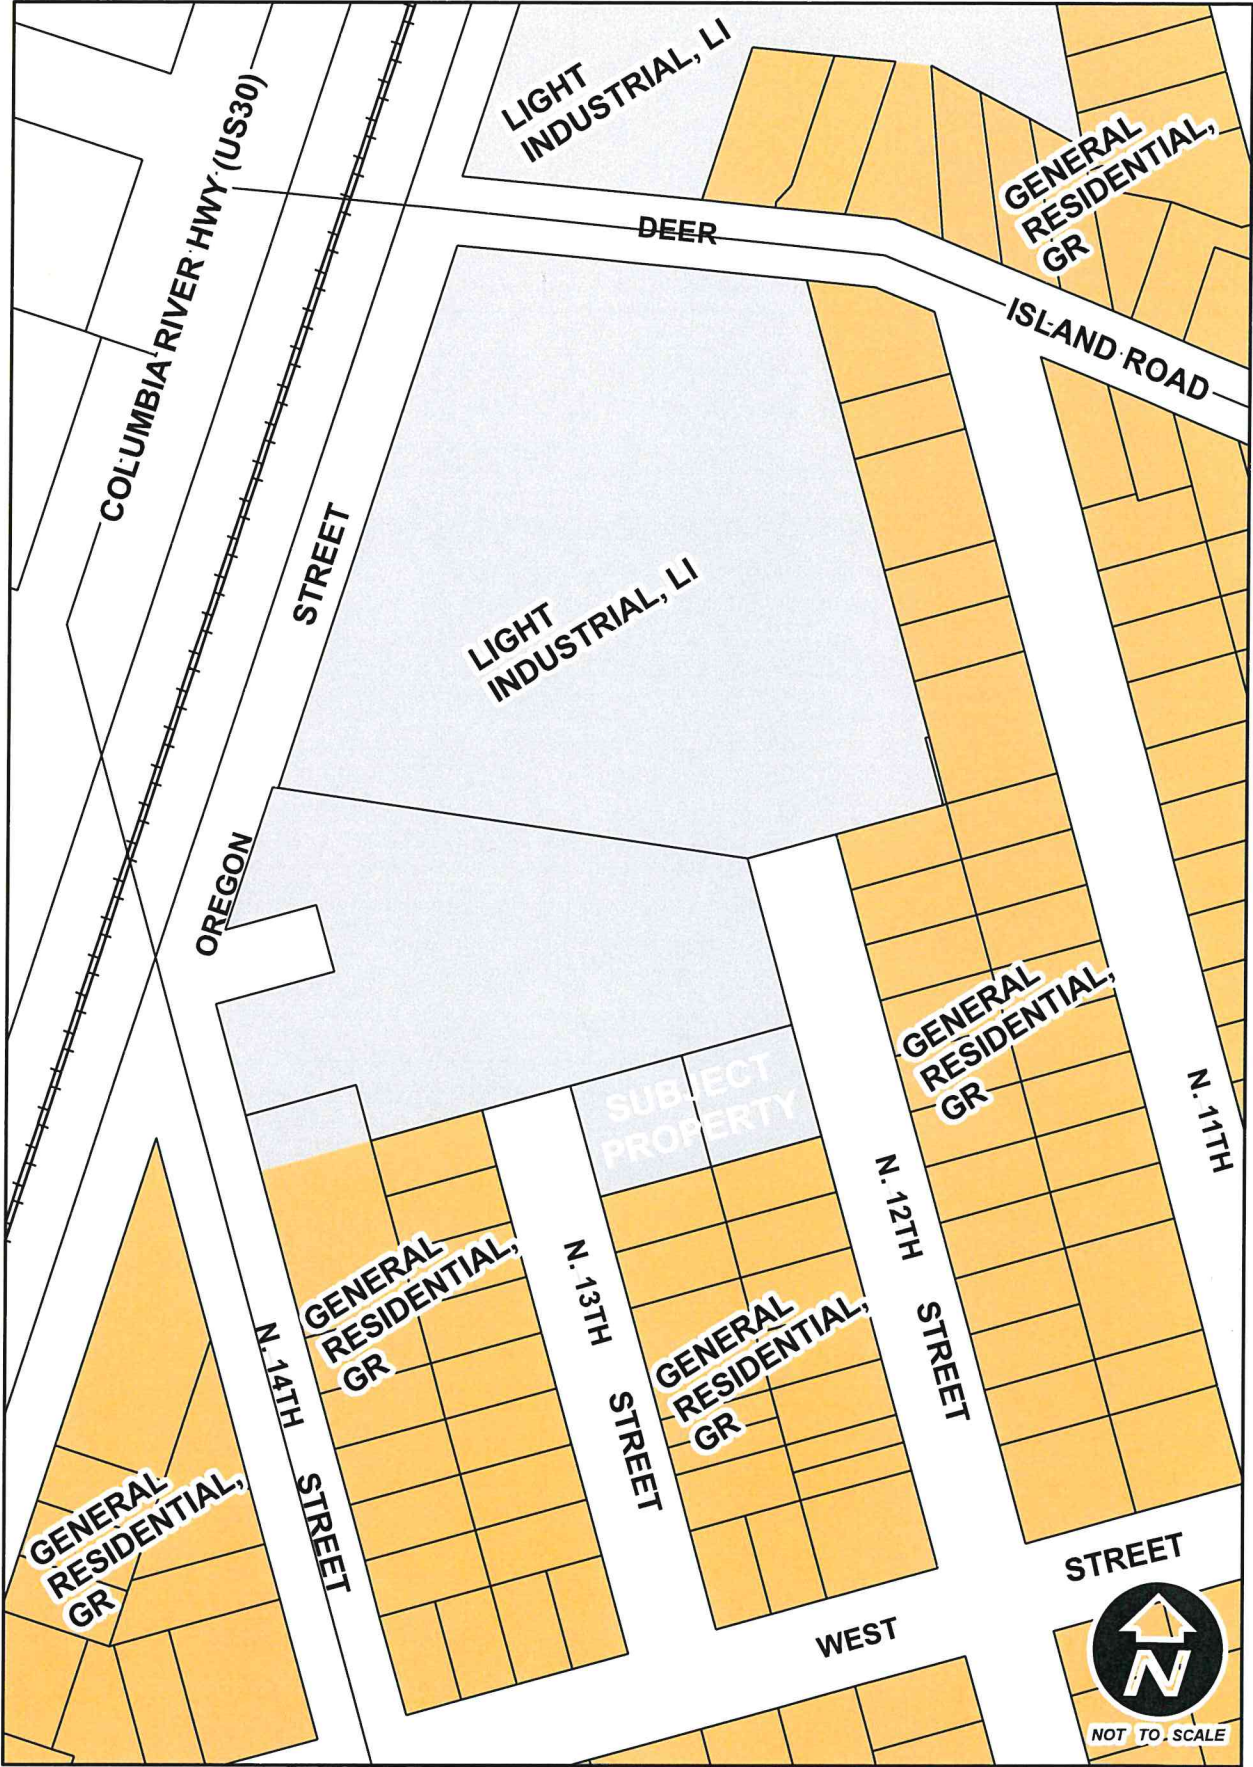 LIGHT
INDUSTRIAL, LI
COLUMBIA RIVER HWY (US30)
GENERAL
RESIDENTIAL,
GR
DEER
ISLAND ROAD
STREET
LIGHT
INDUSTRIAL, LI
OREGON
GENERAL
RESIDENTIAL,
GR
SUBJECT
PROPERTY
N. 11TH
N. 12TH
STREET
N. 13TH
STREET
GENERAL
RESIDENTIAL,
GR
GENERAL
RESIDENTIAL,
GR
N. 14TH
STREET
GENERAL
RESIDENTIAL,
GR
WEST
STREET
N
NOT TO SCALE